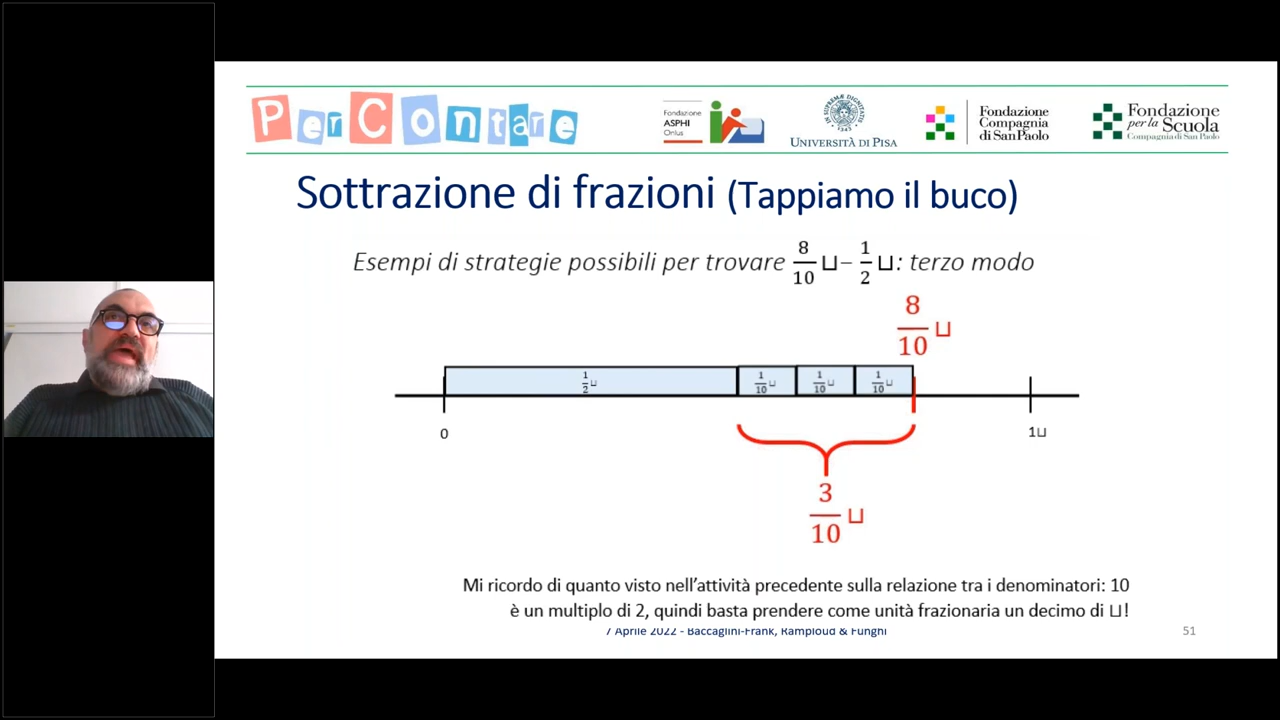 PerContare
Fondazione
ASPHI
Onlus
IN SUPREMÆ DIGNITATIS
1343
UNIVERSITÀ DI PISA
Fondazione
Compagnia
di San Paolo
Fondazione
per la Scuola
Compagnia di San Paolo
Sottrazione di frazioni (Tappiamo il buco)
Esempi di strategie possibili per trovare 8/10 ⊔ – 1/2 ⊔: terzo modo
8/10 ⊔
1/2 ⊔ 1/10 ⊔ 1/10 ⊔ 1/10 ⊔
0 1⊔
3/10 ⊔
Mi ricordo di quanto visto nell'attività precedente sulla relazione tra i denominatori: 10
è un multiplo di 2, quindi basta prendere come unità frazionaria un decimo di ⊔!
7 Aprile 2022 - Baccaglini-Frank, Ramploud & Funghi 51